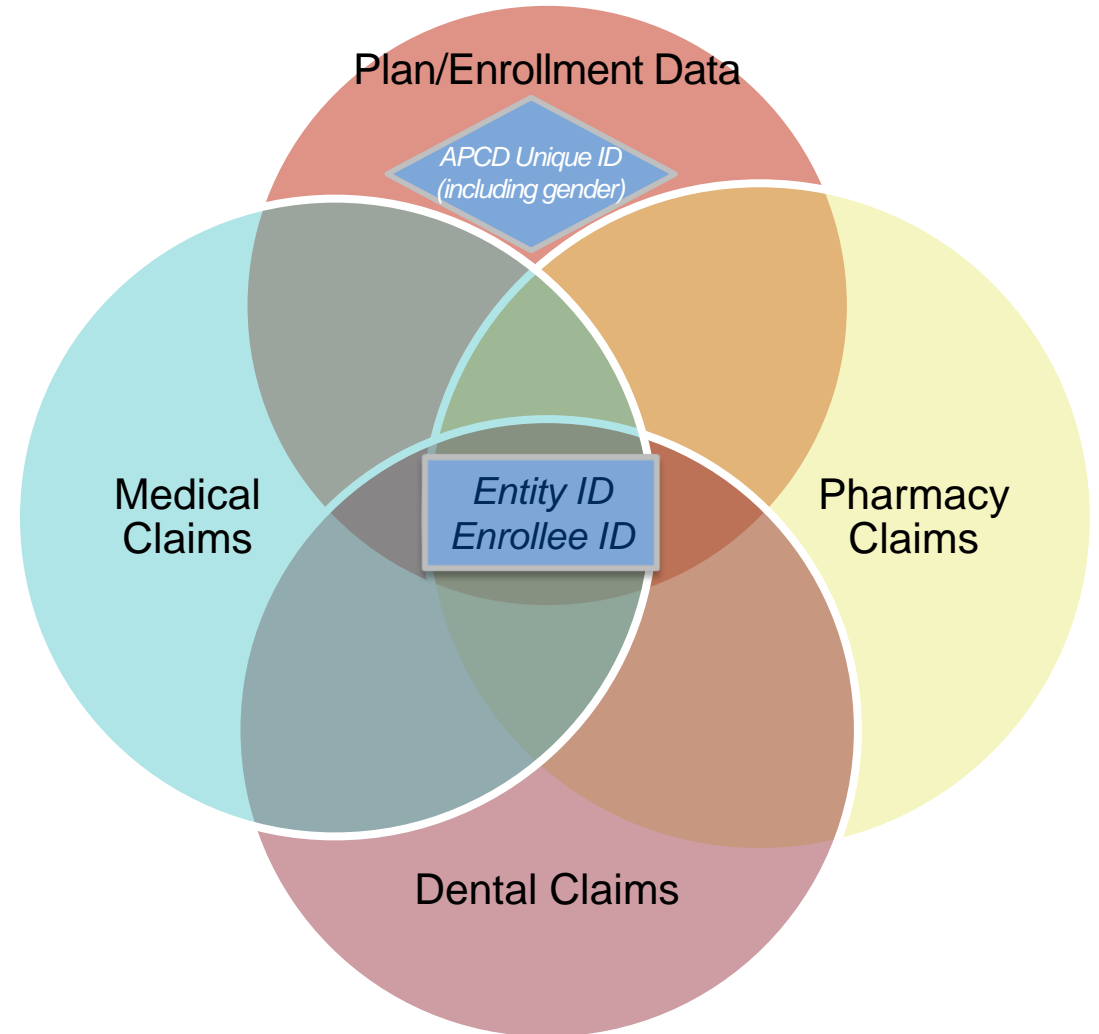 Plan/Enrollment Data
APCD Unique ID
(including gender)
Medical
Claims
Entity ID
Enrollee ID
Pharmacy
Claims
Dental Claims